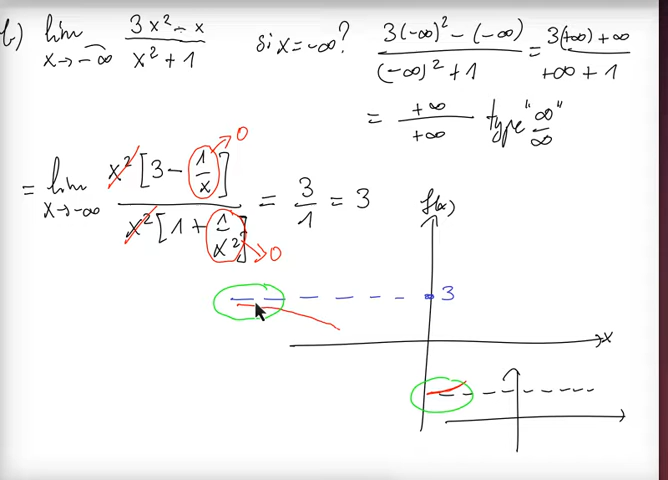 b) lim x→-∞ (3x² - x)/(x² + 1)   si x = -∞?   (3(-∞)² - (-∞))/((-∞)² + 1) = (3(+∞) + ∞)/(+∞ + 1)
= +∞/+∞   type "∞/∞"
= lim x→-∞ (x²[3 - 1/x])/(x²[1 + 1/x²]) = 3/1 = 3
0
0
f(x)
3
x